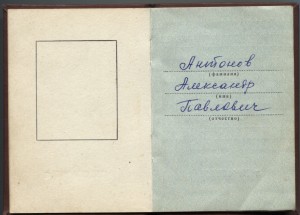 Антонов
(фамилия)
Александр
(имя)
Павлович
(отчество)